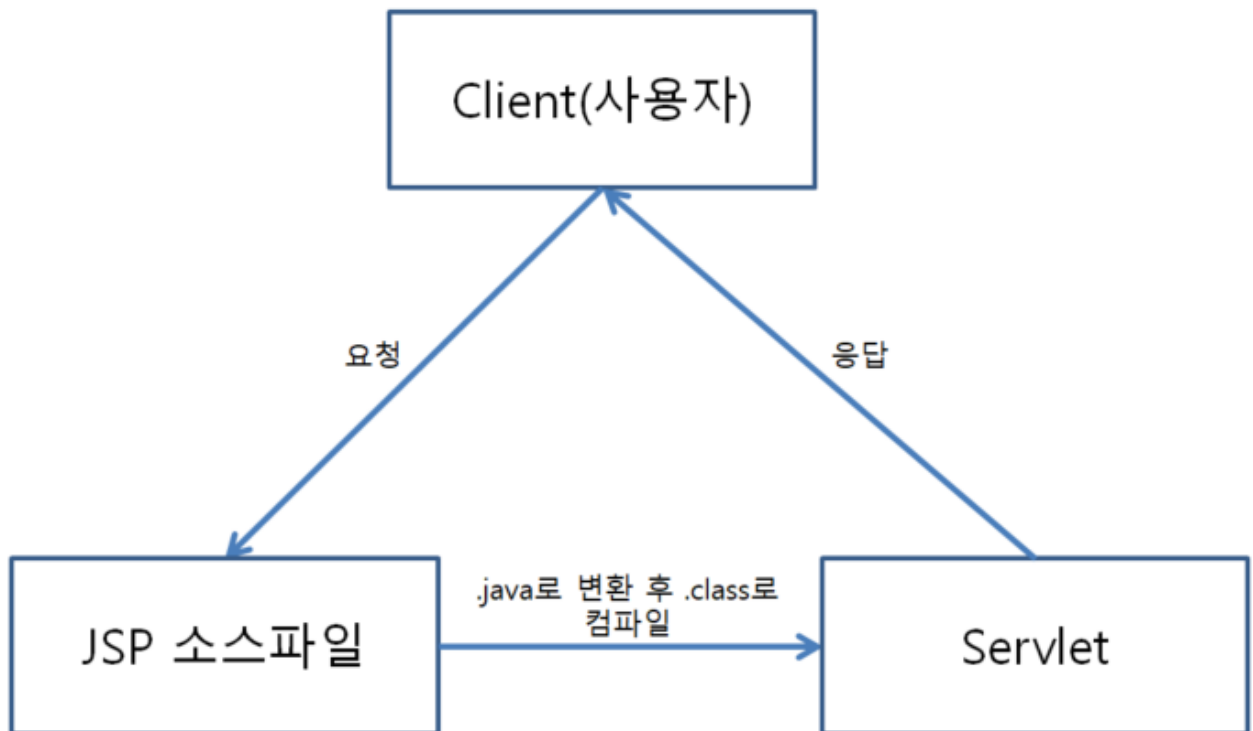 Client(사용자)
요청
응답
.java로 변환 후 .class로
컴파일
JSP 소스파일
Servlet